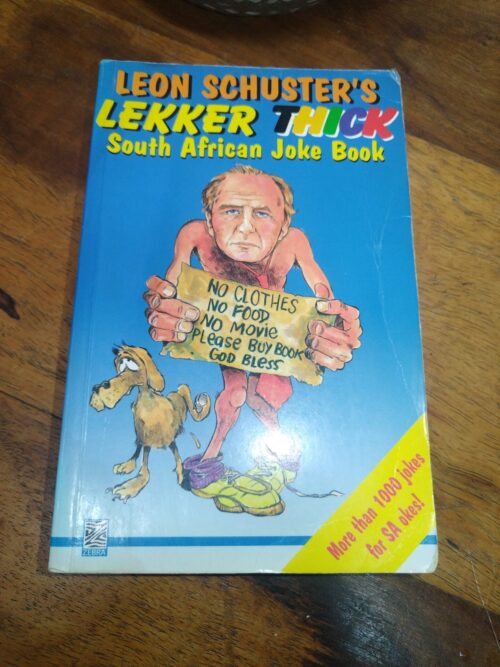 LEON SCHUSTER'S
LEKKER THICK
South African Joke Book
NO CLOTHES
NO FOOD
NO MOViE
PLeASe BUY BOOK
GOD BLeSS
More than 1000 jokes
for SA okes!
ZEBRA